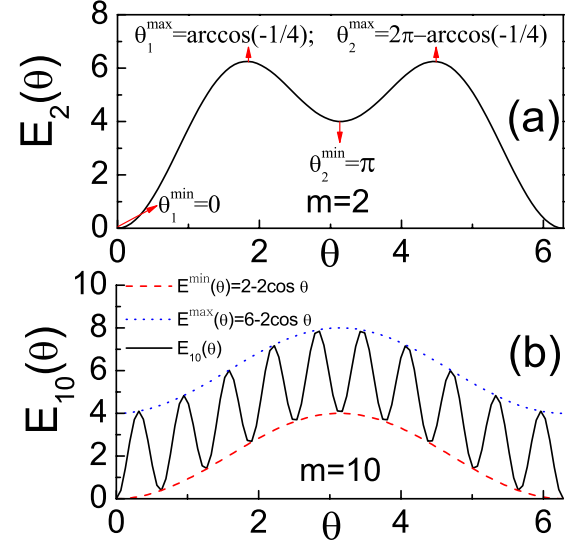 θ₁ᵐᵃˣ=arccos(-1/4); θ₂ᵐᵃˣ=2π–arccos(-1/4)
8
6
4
2
0
E₂(θ)
(a)
θ₂ᵐⁱⁿ=π
θ₁ᵐⁱⁿ=0
m=2
0 2 4 6
θ
10
8
6
4
2
0
E₁₀(θ)
Eᵐⁱⁿ(θ)=2-2cos θ
Eᵐᵃˣ(θ)=6-2cos θ
E₁₀(θ)
(b)
m=10
0 2 4 6
θ